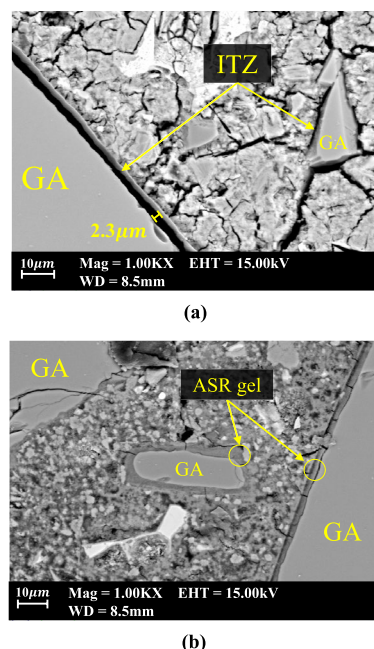 ITZ
GA
GA
2.3μm
10μm Mag = 1.00KX EHT = 15.00kV
WD = 8.5mm
(a)
GA
ASR gel
GA
GA
10μm Mag = 1.00KX EHT = 15.00kV
WD = 8.5mm
(b)